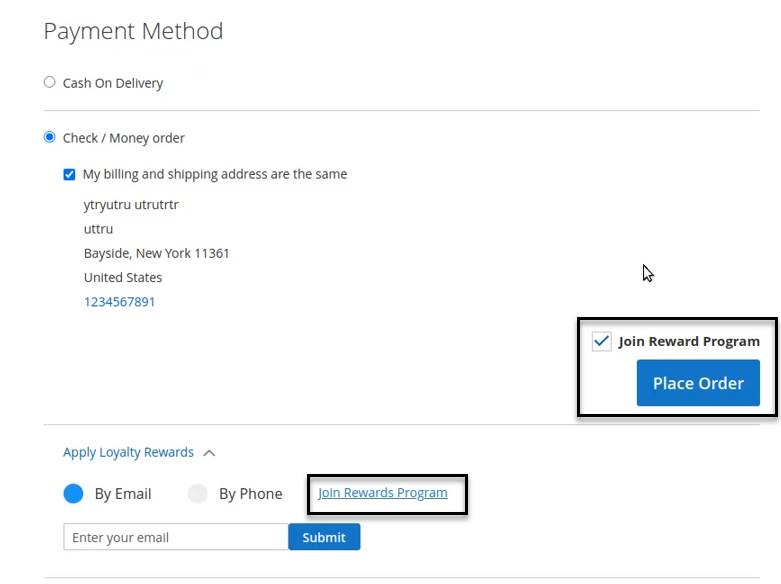 Payment Method
Cash On Delivery
Check / Money order
My billing and shipping address are the same
ytryutru utrutrtr
uttru
Bayside, New York 11361
United States
1234567891
Join Reward Program
Place Order
Apply Loyalty Rewards
By Email By Phone Join Rewards Program
Enter your email Submit